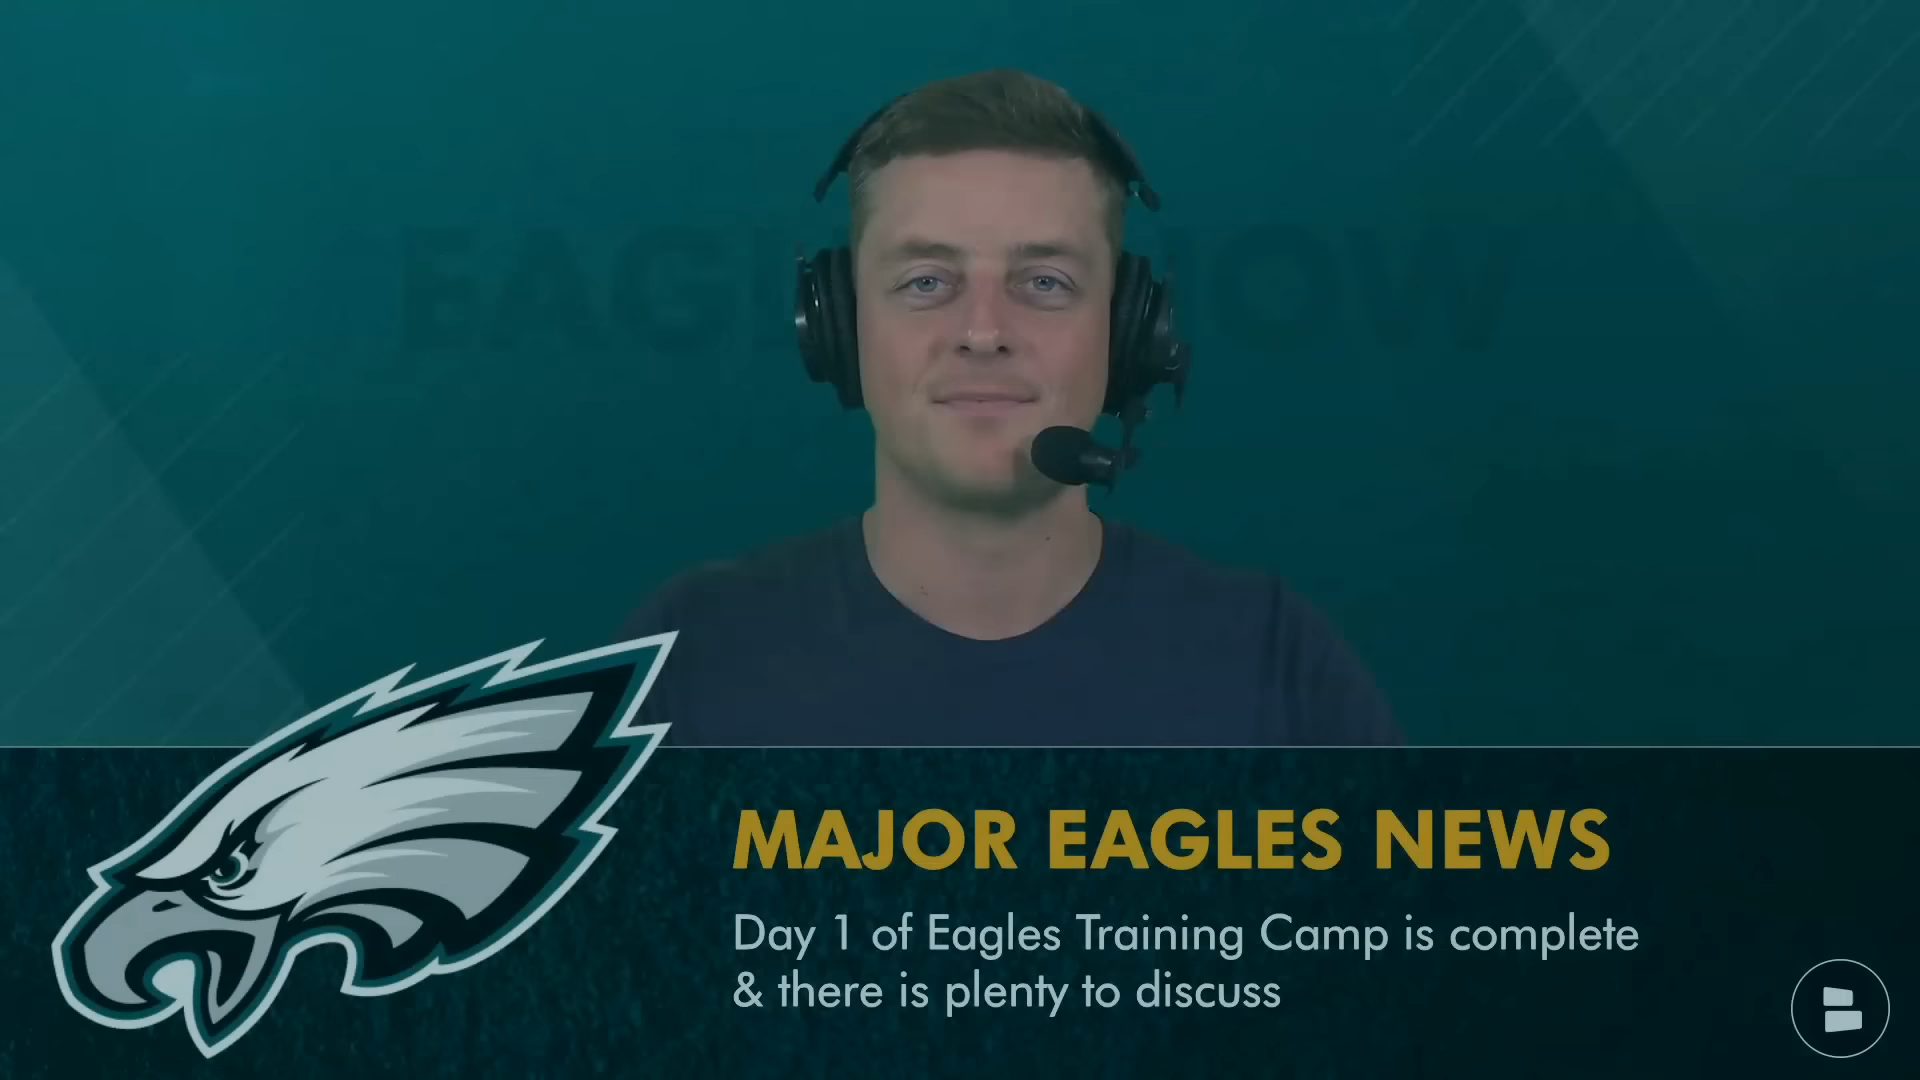 MAJOR EAGLES NEWS
Day 1 of Eagles Training Camp is complete
& there is plenty to discuss